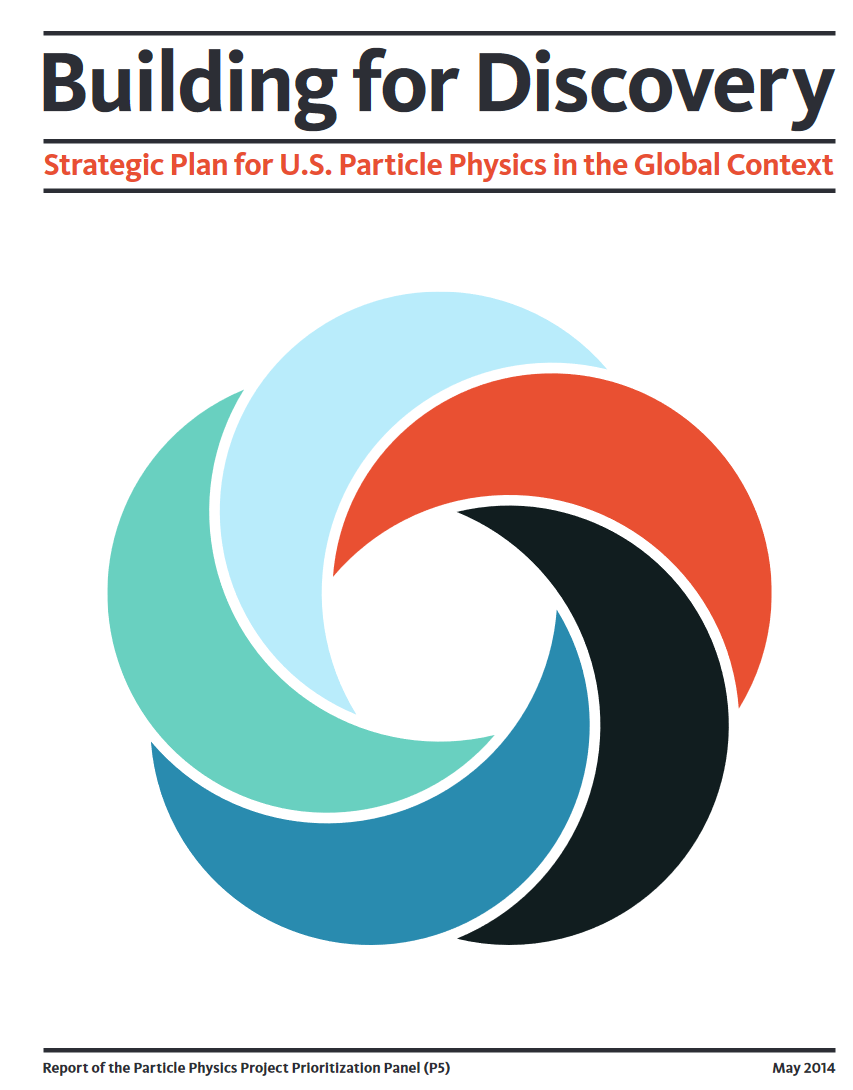 Building for Discovery
Strategic Plan for U.S. Particle Physics in the Global Context
Report of the Particle Physics Project Prioritization Panel (P5)
May 2014